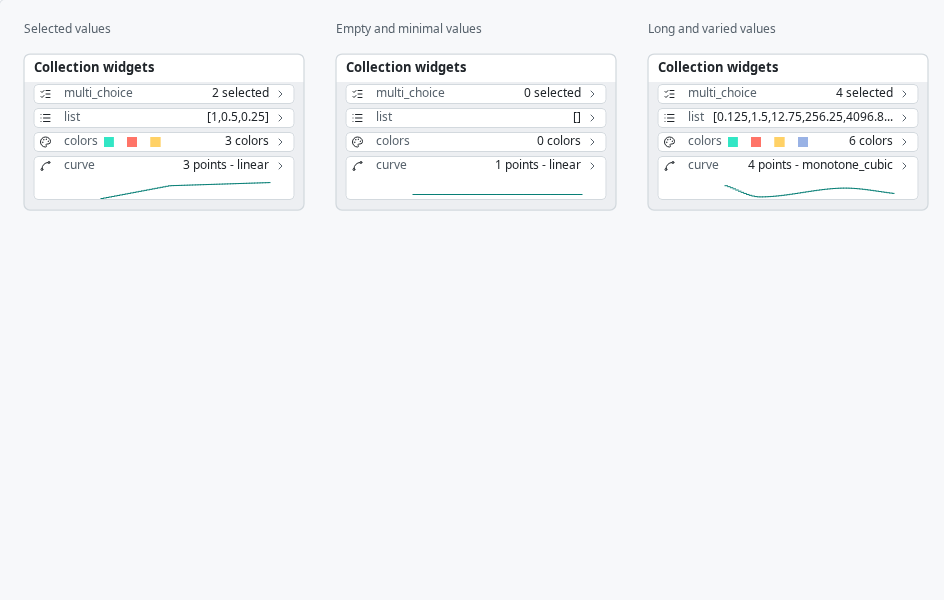 Selected values
Collection widgets
multi_choice 2 selected
list [1,0.5,0.25]
colors 3 colors
curve 3 points - linear
Empty and minimal values
Collection widgets
multi_choice 0 selected
list []
colors 0 colors
curve 1 points - linear
Long and varied values
Collection widgets
multi_choice 4 selected
list [0.125,1.5,12.75,256.25,4096.8...
colors 6 colors
curve 4 points - monotone_cubic